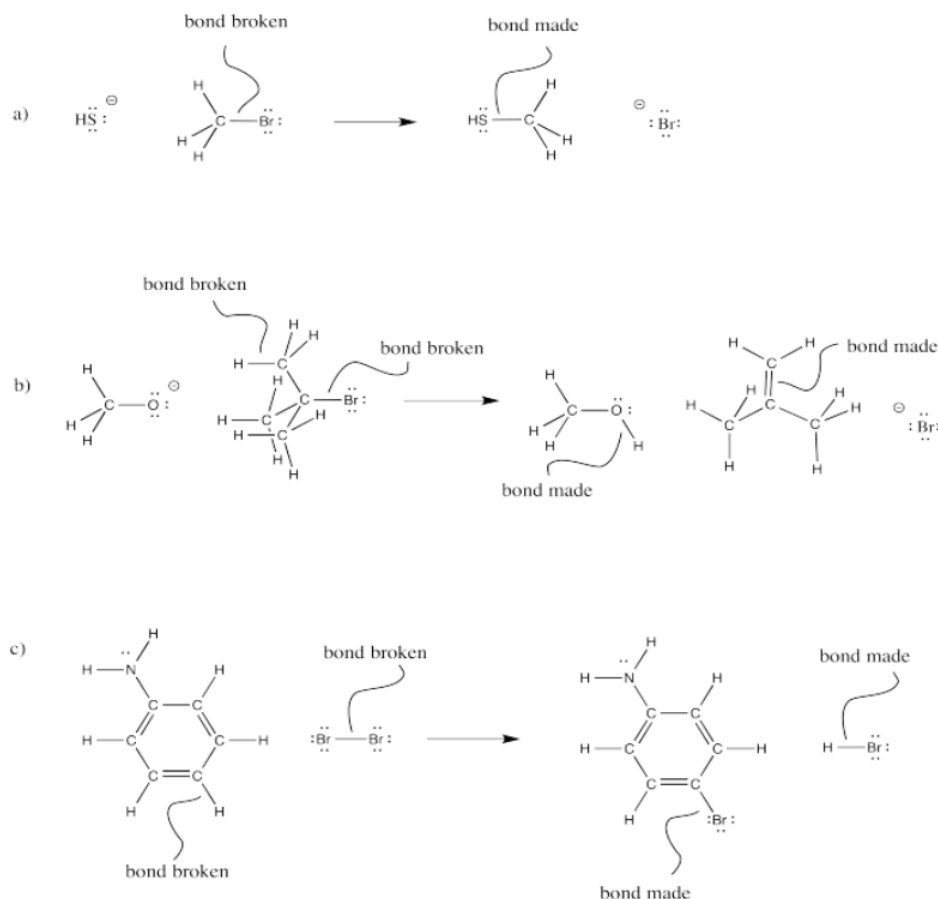 bond broken bond made
H H
a) HS: ⊖ C Br: HS C ⊖ :Br:
H H
H H
bond broken
H H
bond broken H H bond made
H C C
b) H H H
C O: ⊖ C Br: C O: C H H
H C H C C H ⊖ :Br:
H H C H H H
H H H H
H bond made
c) H H
bond broken bond made
H N H H N H
C C C C
H C C H :Br Br: H C C H H Br:
C C C C
H H H :Br:
bond broken
bond made